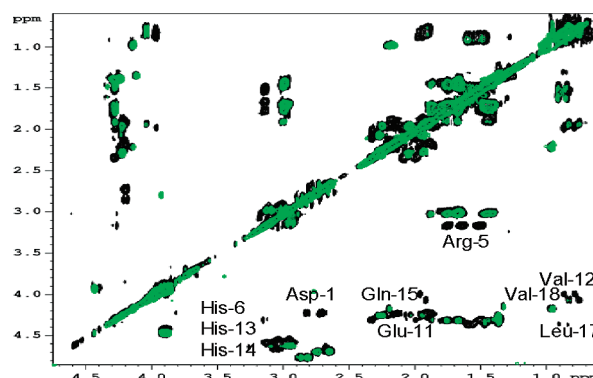 ppm
1.0
1.5
2.0
2.5
3.0
3.5
4.0
4.5
Arg-5
Val-12
His-6
Asp-1
Gln-15
Val-18
His-13
Glu-11
Leu-17
His-14
4.5 4.0 3.5 3.0 2.5 2.0 1.5 1.0 ppm